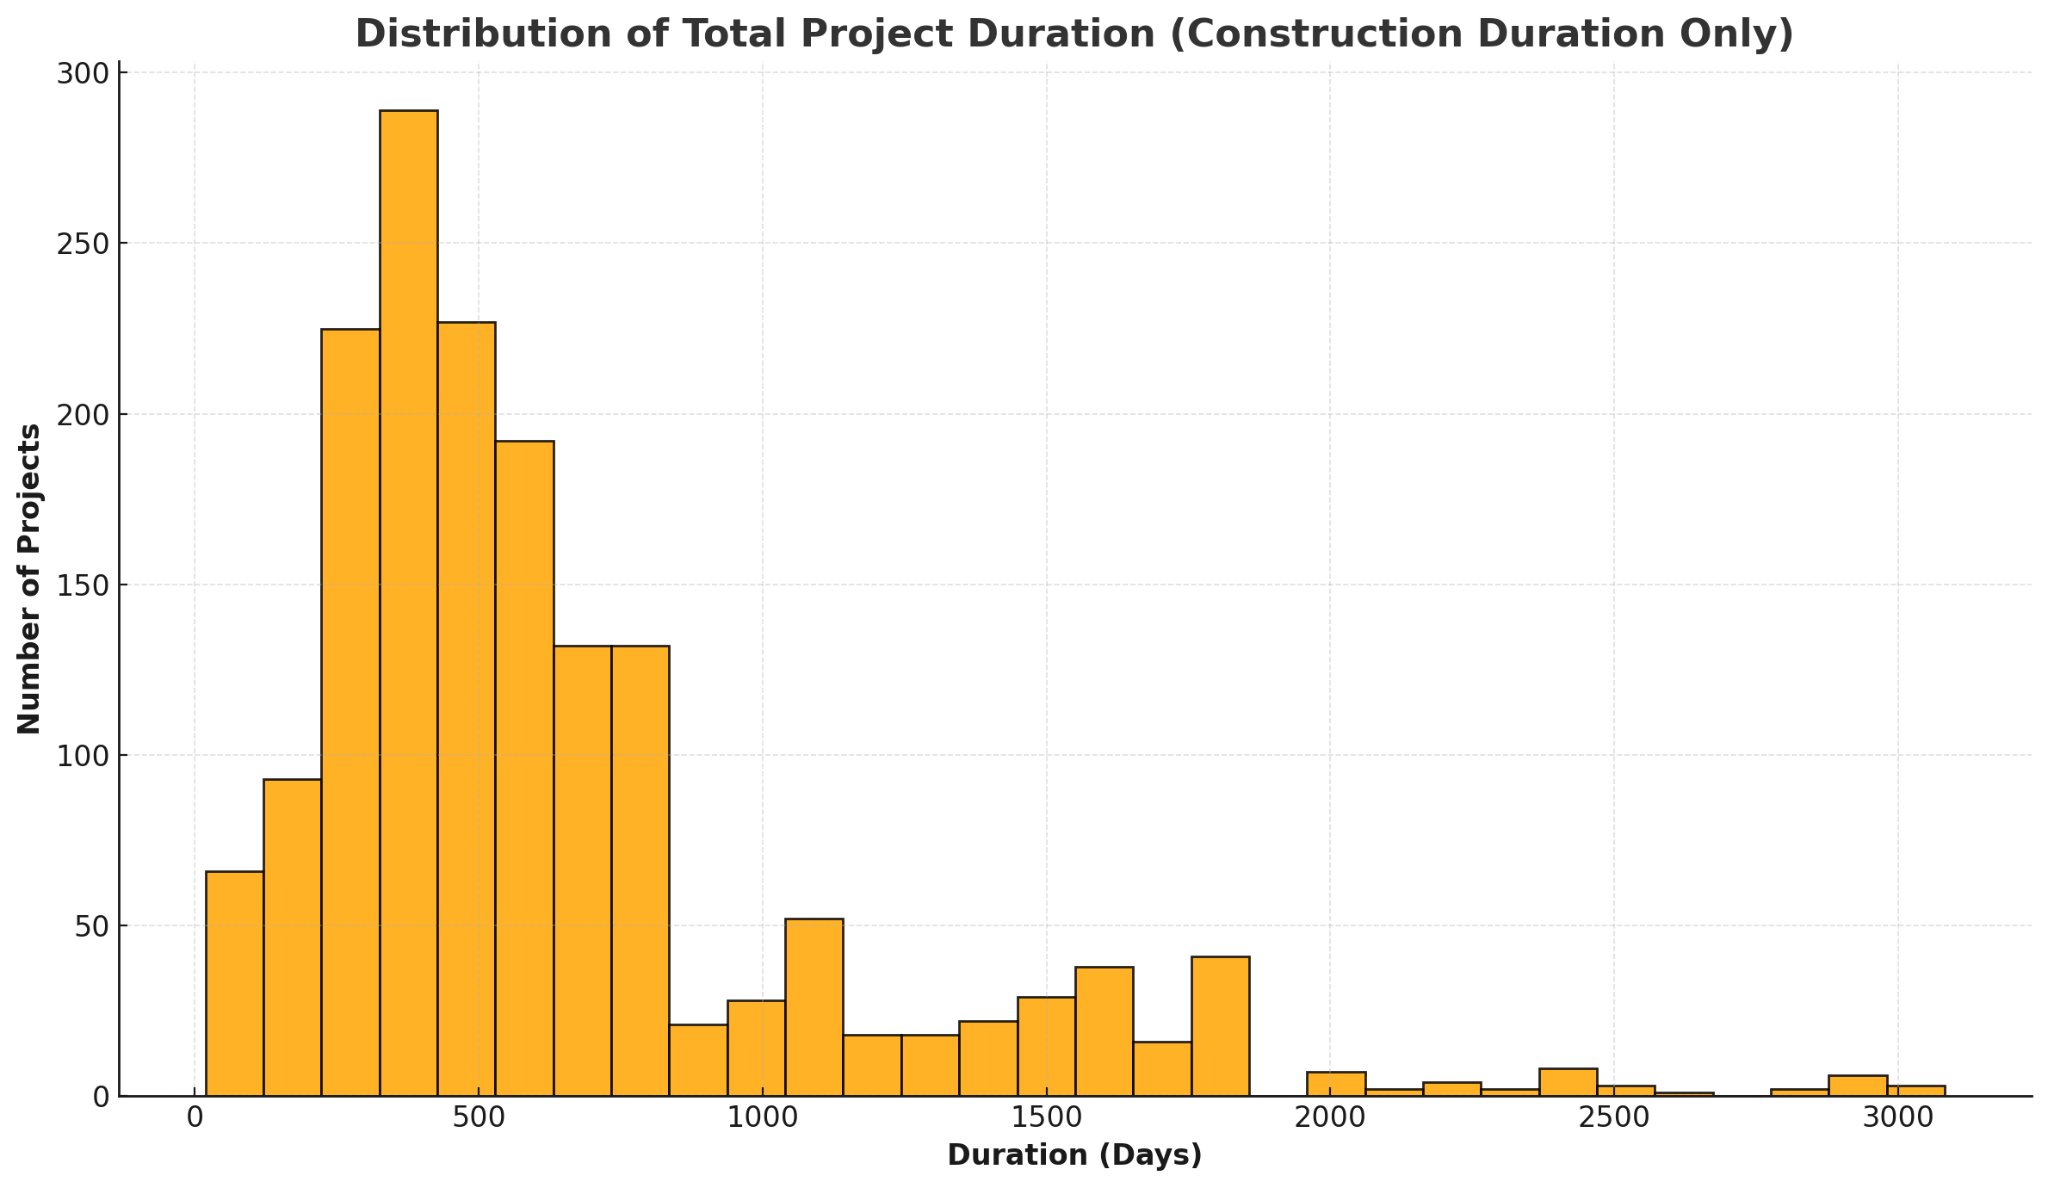 Distribution of Total Project Duration (Construction Duration Only)
300
250
200
150
100
50
0
Number of Projects
0 500 1000 1500 2000 2500 3000
Duration (Days)